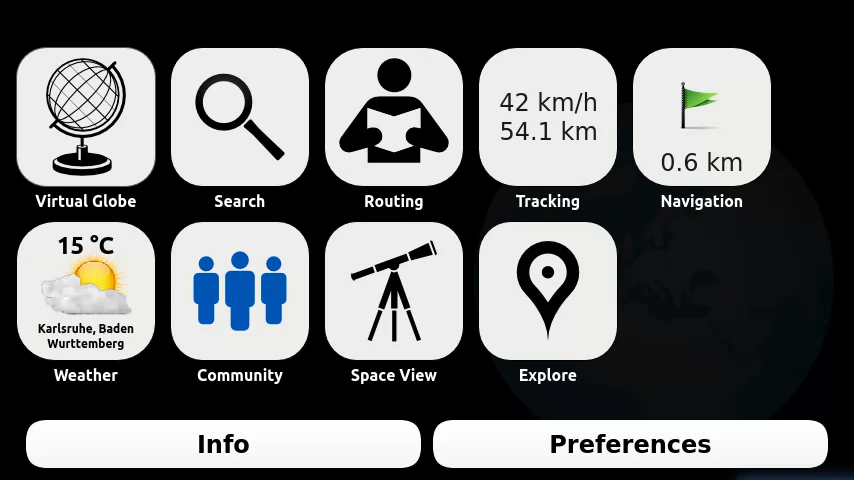 42 km/h
54.1 km
0.6 km
Virtual Globe
Search
Routing
Tracking
Navigation
15 °C
Karlsruhe, Baden
Wurttemberg
Weather
Community
Space View
Explore
Info
Preferences